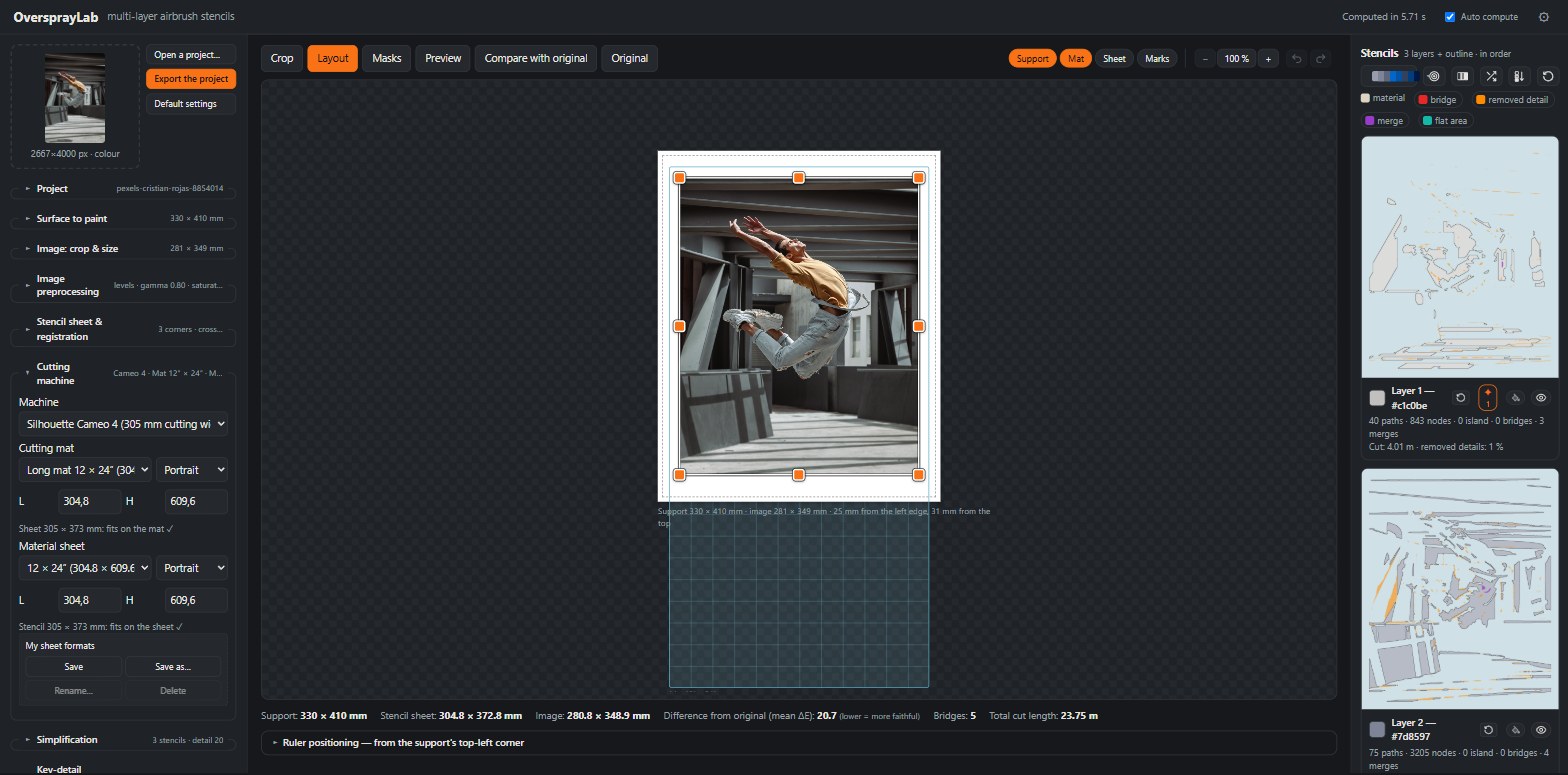 OversprayLab multi-layer airbrush stencils
Computed in 5.71 s
Auto compute
Open a project...
Export the project
Default settings
2667×4000 px · colour
Project pexels-cristian-rojas-8854014
Surface to paint 330 × 410 mm
Image: crop & size 281 × 349 mm
Image
preprocessing
levels · gamma 0.80 · saturat...
Stencil sheet &
registration
3 corners · cross...
Cutting
machine
Cameo 4 · Mat 12" × 24" · M...
Machine
Silhouette Cameo 4 (305 mm cutting wi
Cutting mat
Long mat 12 × 24" (304 Portrait
L 304,8 H 609,6
Sheet 305 × 373 mm: fits on the mat ✓
Material sheet
12 × 24" (304.8 × 609.6 Portrait
L 304,8 H 609,6
Stencil 305 × 373 mm: fits on the sheet ✓
My sheet formats
Save Save as...
Rename... Delete
Simplification 3 stencils · detail 20
Key-detail
Crop Layout Masks Preview Compare with original Original
Support Mat Sheet Marks − 100 % +
Support 330 × 410 mm · image 281 × 349 mm · 25 mm from the left edge, 31 mm from the
top
Support: 330 × 410 mm Stencil sheet: 304.8 × 372.8 mm Image: 280.8 × 348.9 mm Difference from original (mean ΔE): 20.7 (lower = more faithful) Bridges: 5 Total cut length: 23.75 m
Ruler positioning — from the support's top-left corner
Stencils 3 layers + outline · in order
material bridge removed detail
merge flat area
Layer 1 —
#c1c0be
1
40 paths · 843 nodes · 0 island · 0 bridges · 3
merges
Cut: 4.01 m · removed details: 1 %
Layer 2 —
#7d8597
75 paths · 3205 nodes · 0 island · 0 bridges · 4
merges